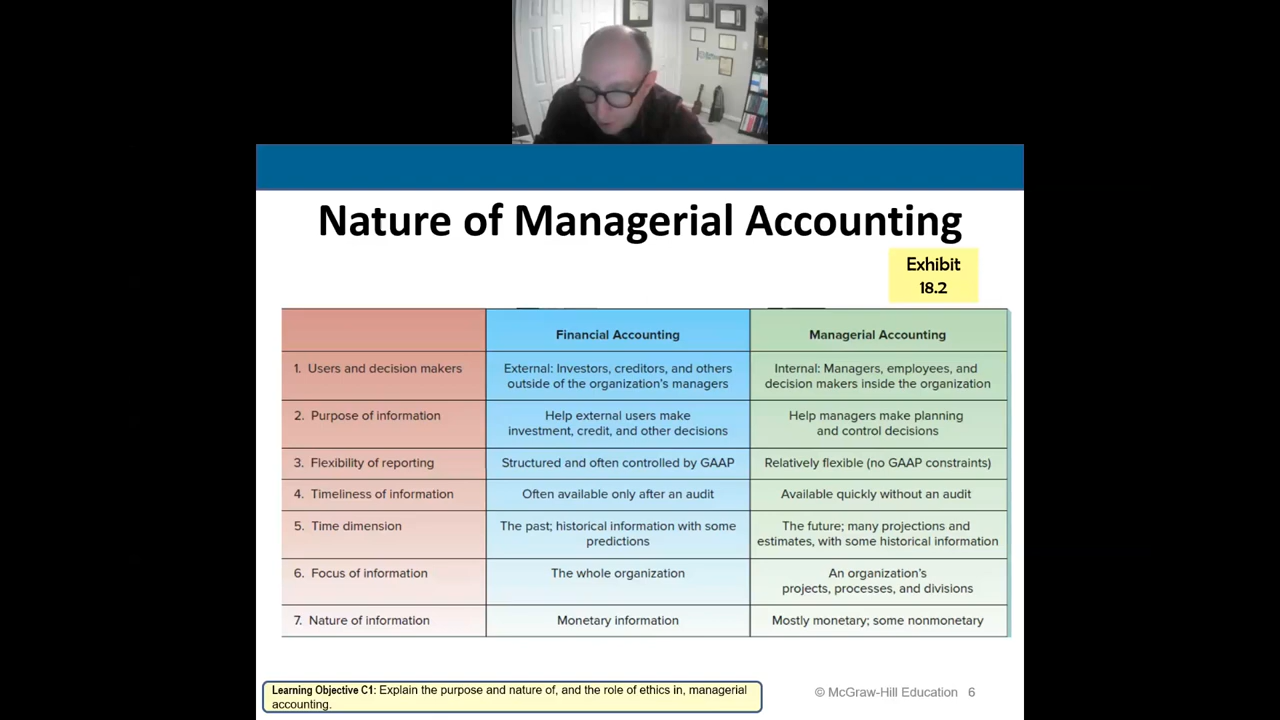 Nature of Managerial Accounting
Exhibit
18.2
Financial Accounting
Managerial Accounting
1. Users and decision makers
External: Investors, creditors, and others
outside of the organization's managers
Internal: Managers, employees, and
decision makers inside the organization
2. Purpose of information
Help external users make
investment, credit, and other decisions
Help managers make planning
and control decisions
3. Flexibility of reporting
Structured and often controlled by GAAP
Relatively flexible (no GAAP constraints)
4. Timeliness of information
Often available only after an audit
Available quickly without an audit
5. Time dimension
The past; historical information with some
predictions
The future; many projections and
estimates, with some historical information
6. Focus of information
The whole organization
An organization's
projects, processes, and divisions
7. Nature of information
Monetary information
Mostly monetary; some nonmonetary
Learning Objective C1: Explain the purpose and nature of, and the role of ethics in, managerial
accounting.
© McGraw-Hill Education 6